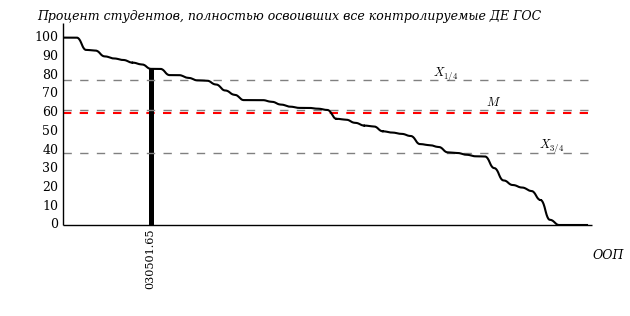 Процент студентов, полностью освоивших все контролируемые ДЕ ГОС
100
90
80
X1/4
70
M
60
50
X3/4
40
30
20
10
0
030501.65
ООП